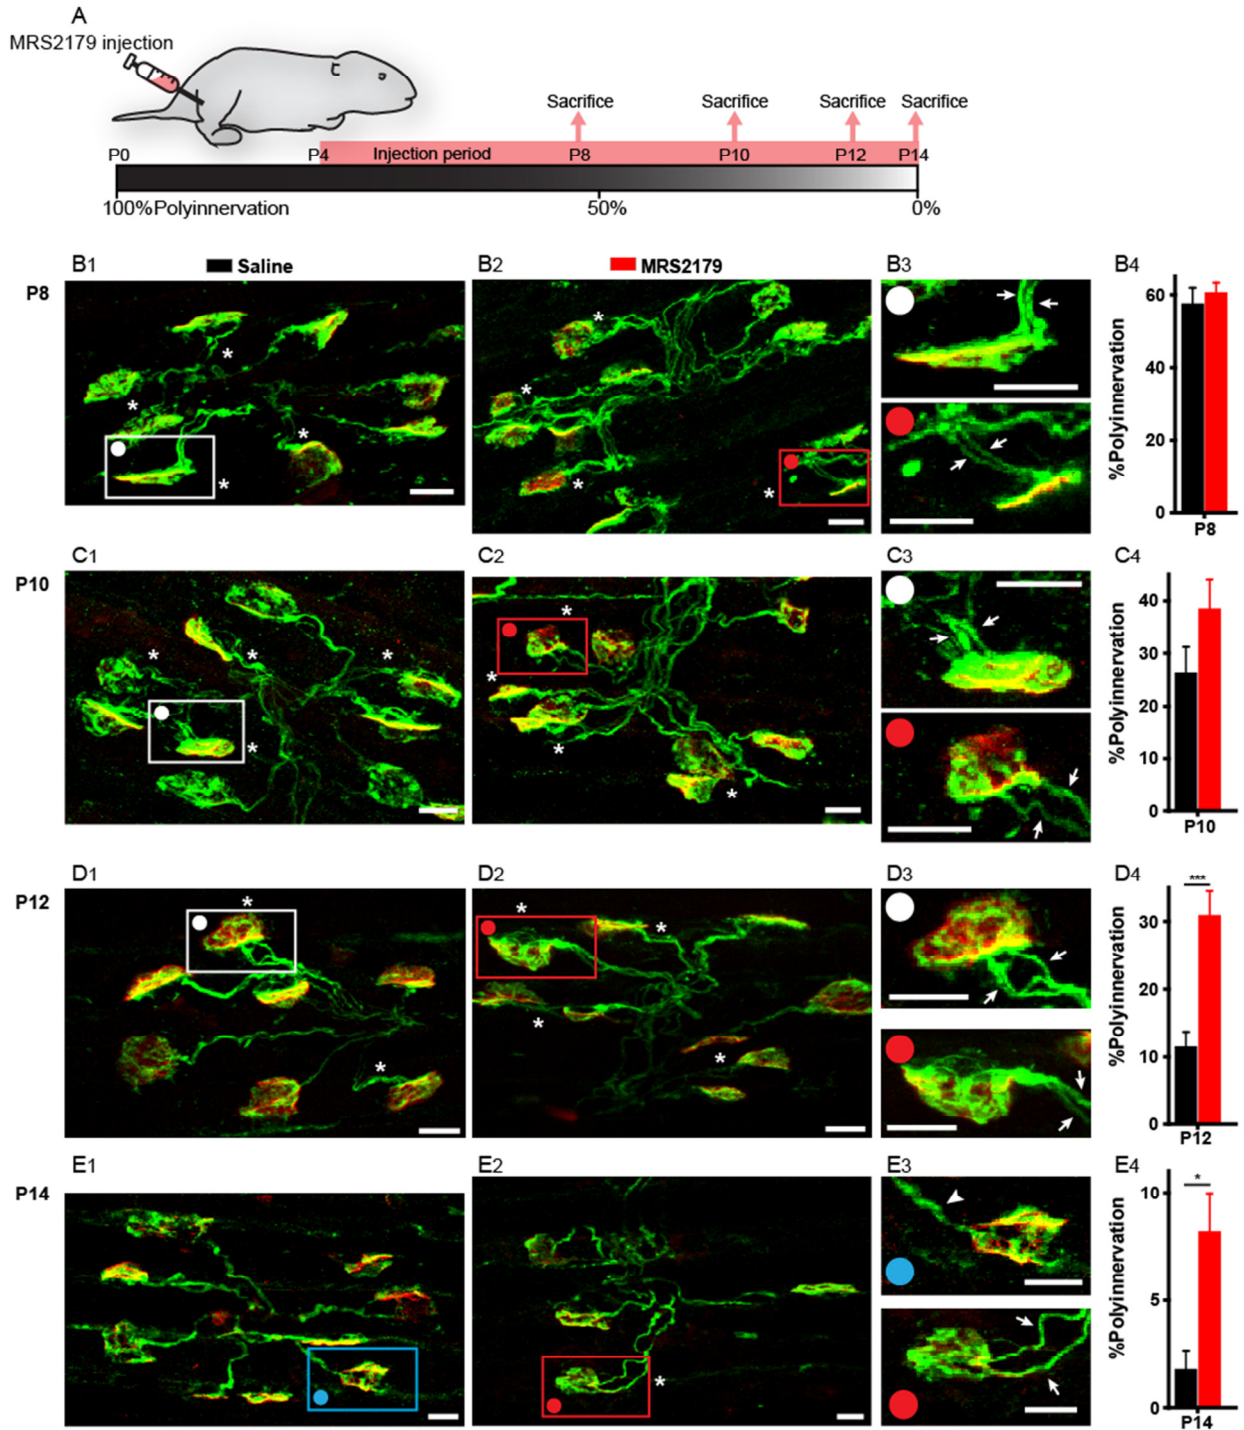 A
MRS2179 injection
Sacrifice Sacrifice Sacrifice Sacrifice
P0 P4 Injection period P8 P10 P12 P14
100%Polyinnervation 50% 0%
B1 Saline B2 MRS2179 B3 B4
P8
*
*
*
*
*
*
*
*
%Polyinnervation
60
40
20
0
P8
C1 C2 C3 C4
P10
*
*
*
*
*
*
*
*
%Polyinnervation
40
30
20
10
0
P10
D1 D2 D3 D4
P12
*
*
*
*
*
*
%Polyinnervation
***
30
20
10
0
P12
E1 E2 E3 E4
P14
*
%Polyinnervation
*
10
5
0
P14